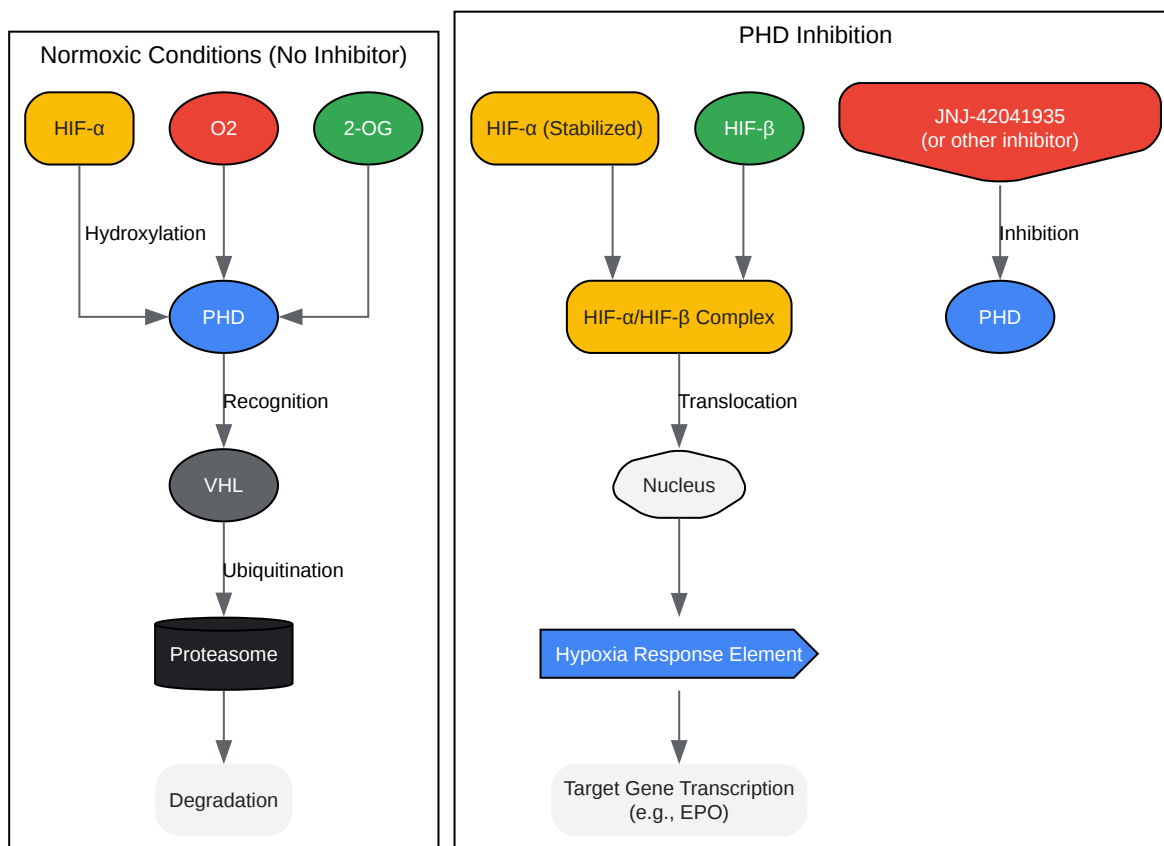 Normoxic Conditions (No Inhibitor)
HIF-α
O2
2-OG
Hydroxylation
PHD
Recognition
VHL
Ubiquitination
Proteasome
Degradation
PHD Inhibition
HIF-α (Stabilized)
HIF-β
JNJ-42041935
(or other inhibitor)
Inhibition
HIF-α/HIF-β Complex
PHD
Translocation
Nucleus
Hypoxia Response Element
Target Gene Transcription
(e.g., EPO)